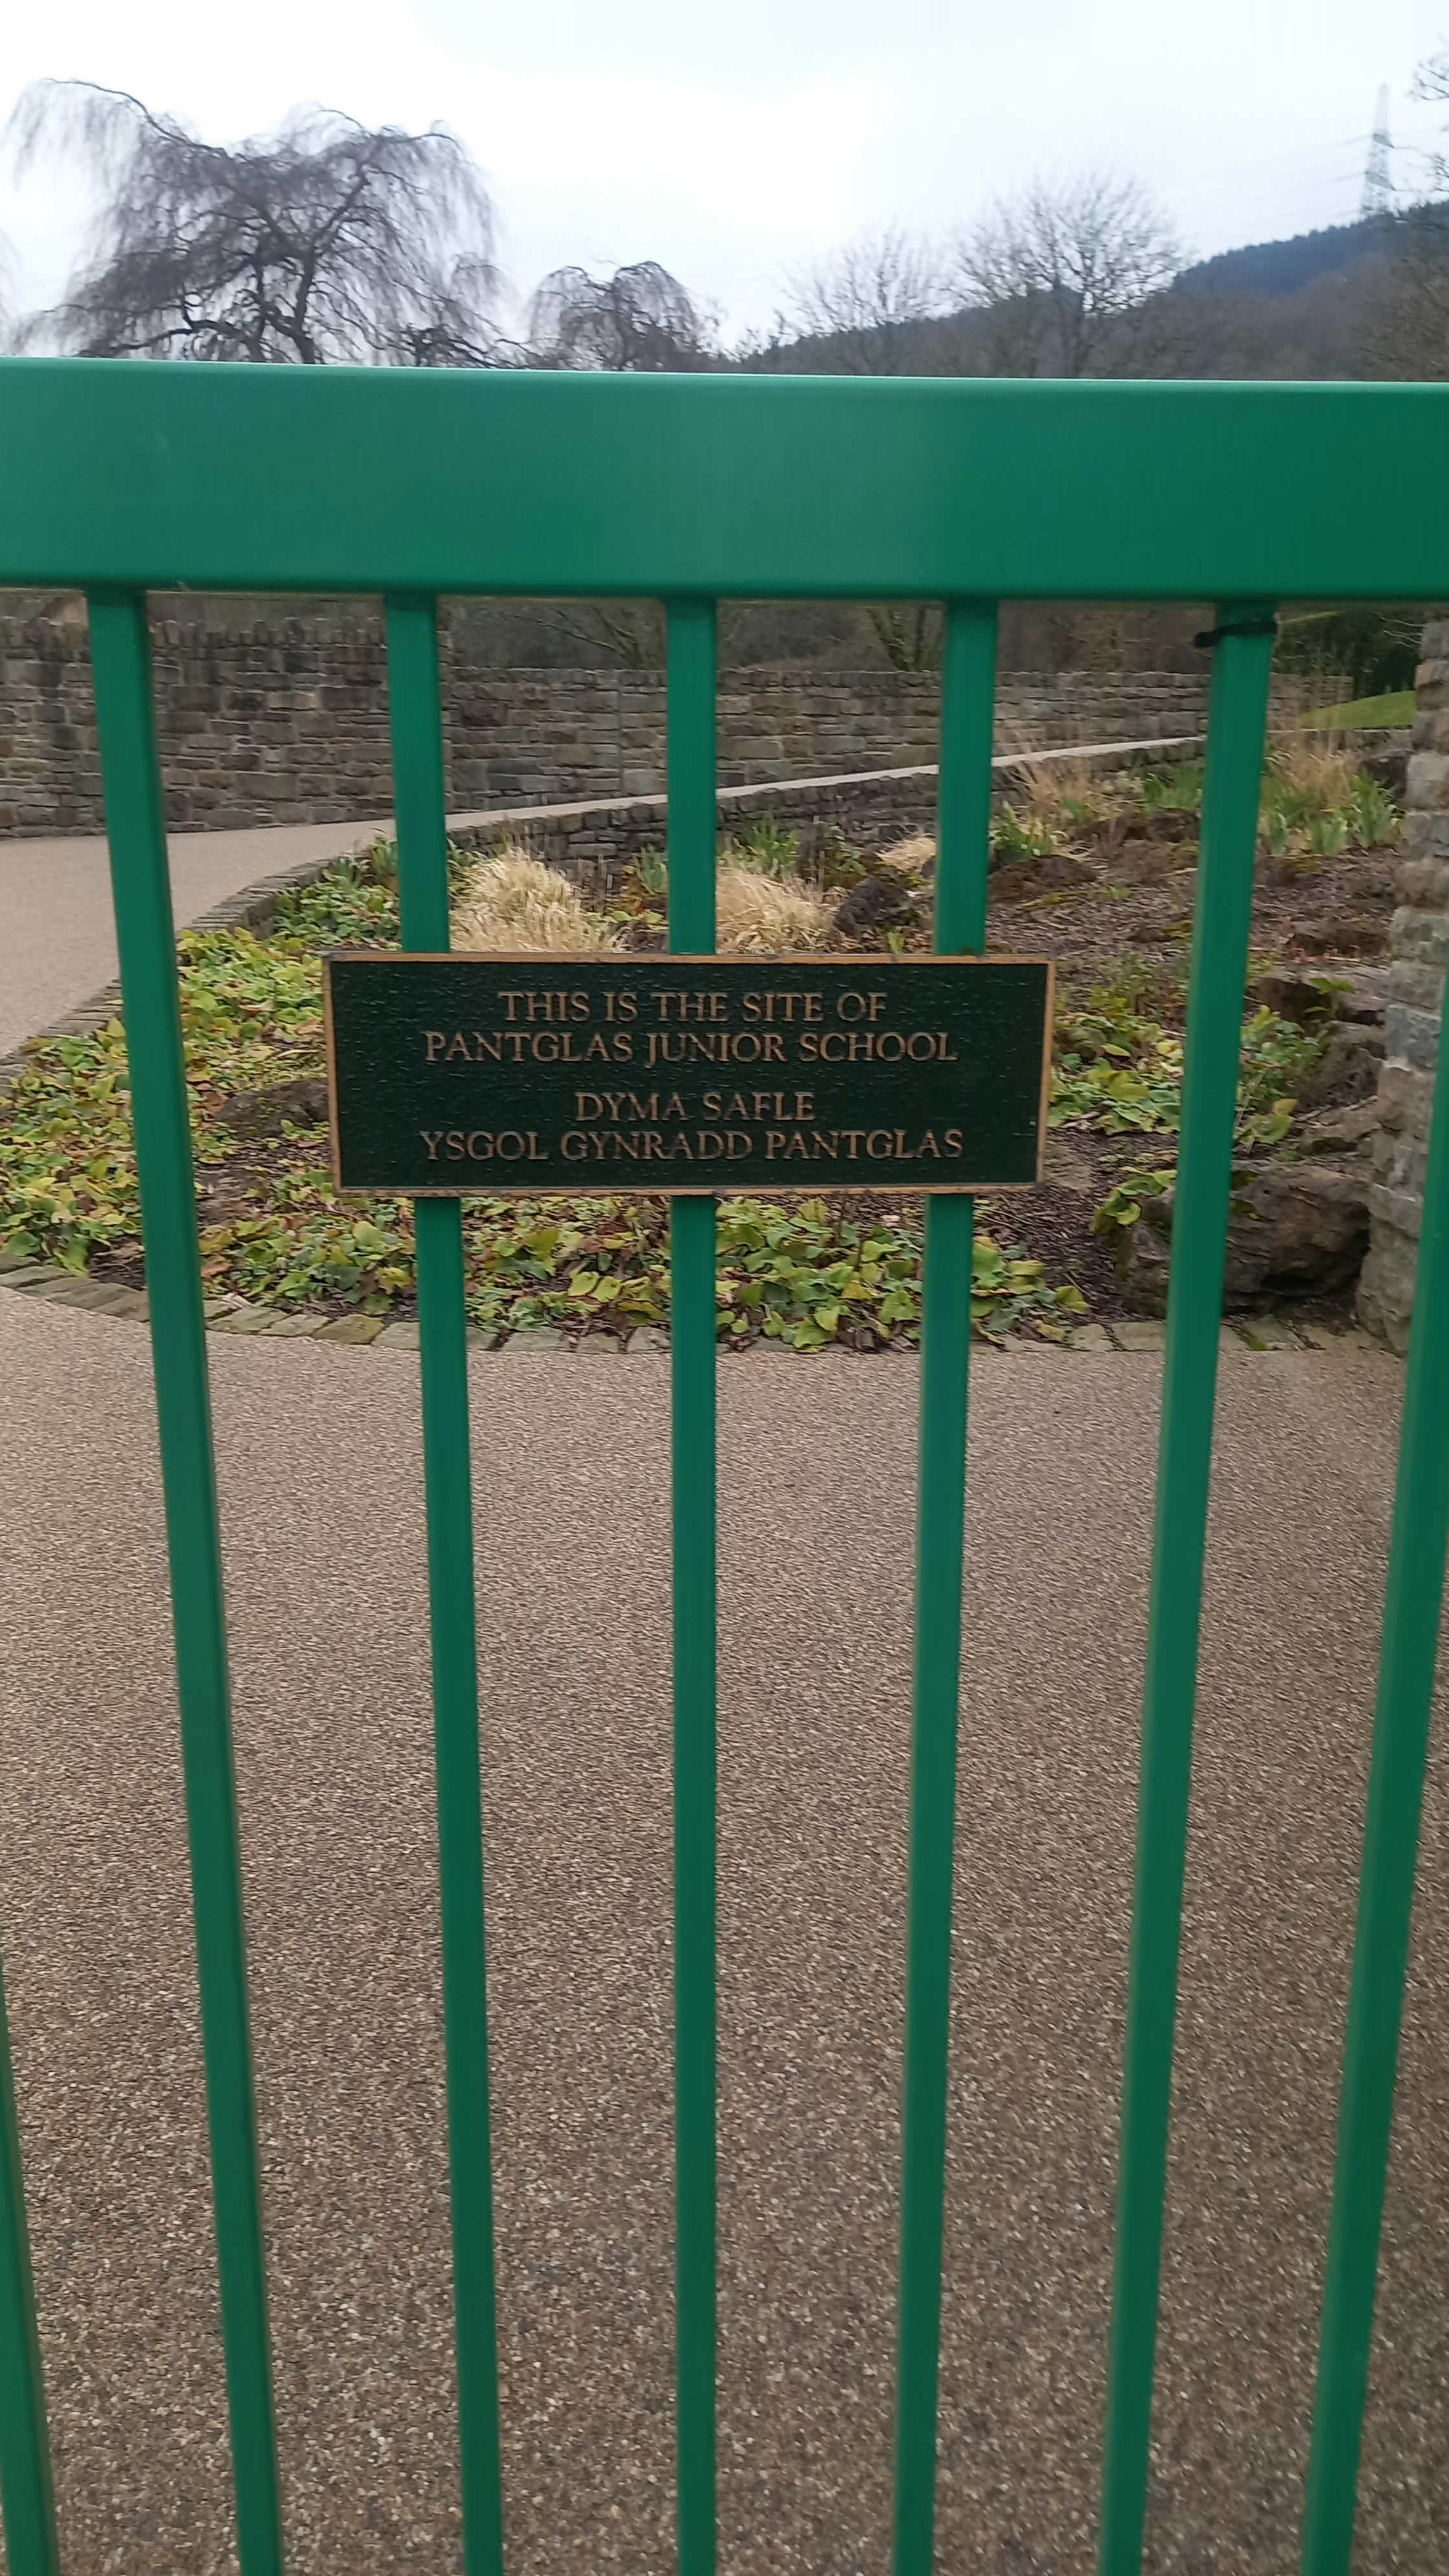 THIS IS THE SITE OF
PANTGLAS JUNIOR SCHOOL
DYMA SAFLE
YSGOL GYNRADD PANTGLAS